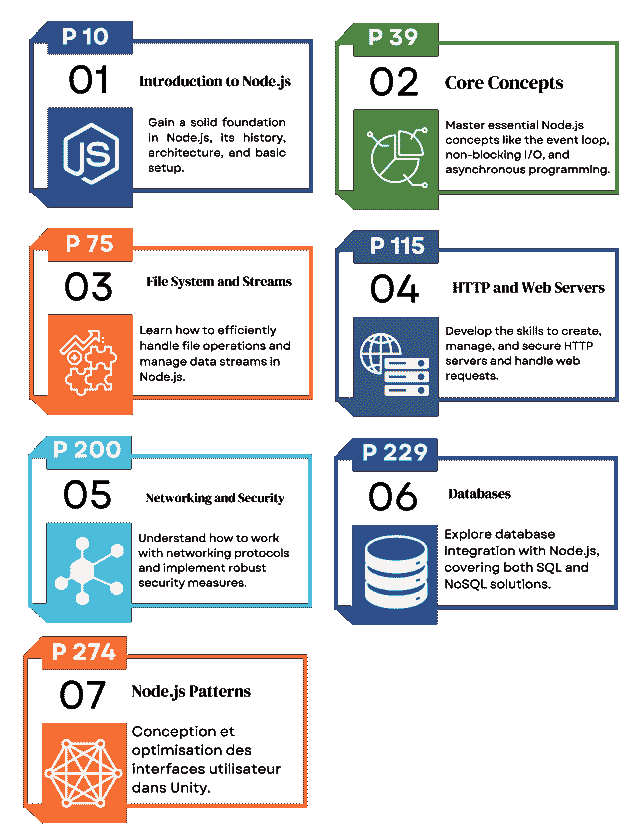 P 10
01
Introduction to Node.js
JS
Gain a solid foundation
in Node.js, its history,
architecture, and basic
setup.
P 39
02
Core Concepts
Master essential Node.js
concepts like the event loop,
non-blocking I/O, and
asynchronous programming.
P 75
03
File System and Streams
Learn how to efficiently
handle file operations and
manage data streams in
Node.js.
P 115
04
HTTP and Web Servers
Develop the skills to create,
manage, and secure HTTP
servers and handle web
requests.
P 200
05
Networking and Security
Understand how to work
with networking protocols
and implement robust
security measures.
P 229
06
Databases
Explore database
integration with Node.js,
covering both SQL and
NoSQL solutions.
P 274
07
Node.js Patterns
Conception et
optimisation des
interfaces utilisateur
dans Unity.